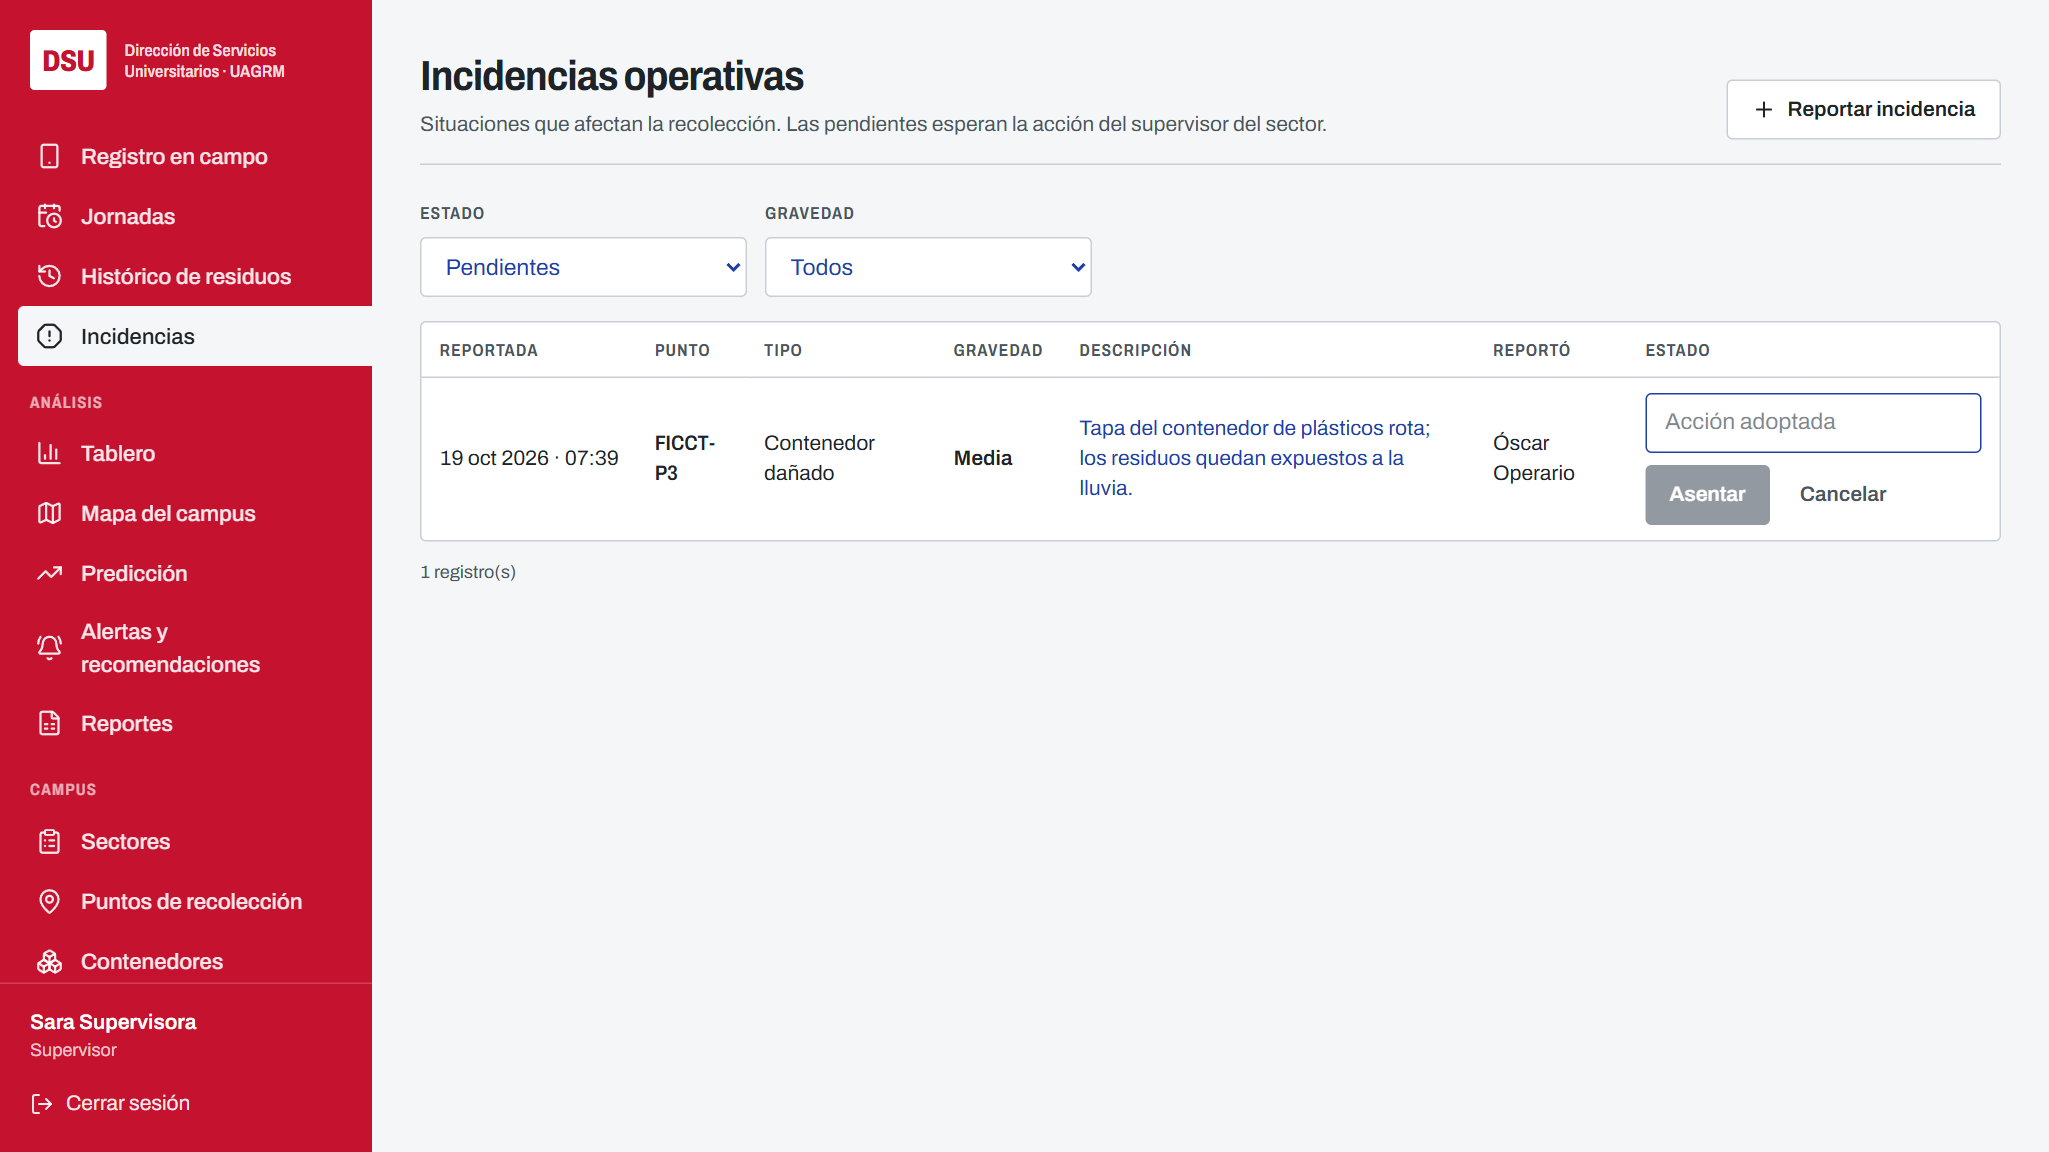 DSU
Dirección de Servicios
Universitarios · UAGRM
Registro en campo
Jornadas
Histórico de residuos
Incidencias
ANÁLISIS
Tablero
Mapa del campus
Predicción
Alertas y
recomendaciones
Reportes
CAMPUS
Sectores
Puntos de recolección
Contenedores
Sara Supervisora
Supervisor
Cerrar sesión
Incidencias operativas
Situaciones que afectan la recolección. Las pendientes esperan la acción del supervisor del sector.
Reportar incidencia
ESTADO
GRAVEDAD
Pendientes
Todos
REPORTADA PUNTO TIPO GRAVEDAD DESCRIPCIÓN REPORTÓ ESTADO
19 oct 2026 · 07:39
FICCT-
P3
Contenedor
dañado
Media
Tapa del contenedor de plásticos rota;
los residuos quedan expuestos a la
lluvia.
Óscar
Operario
Acción adoptada
Asentar
Cancelar
1 registro(s)